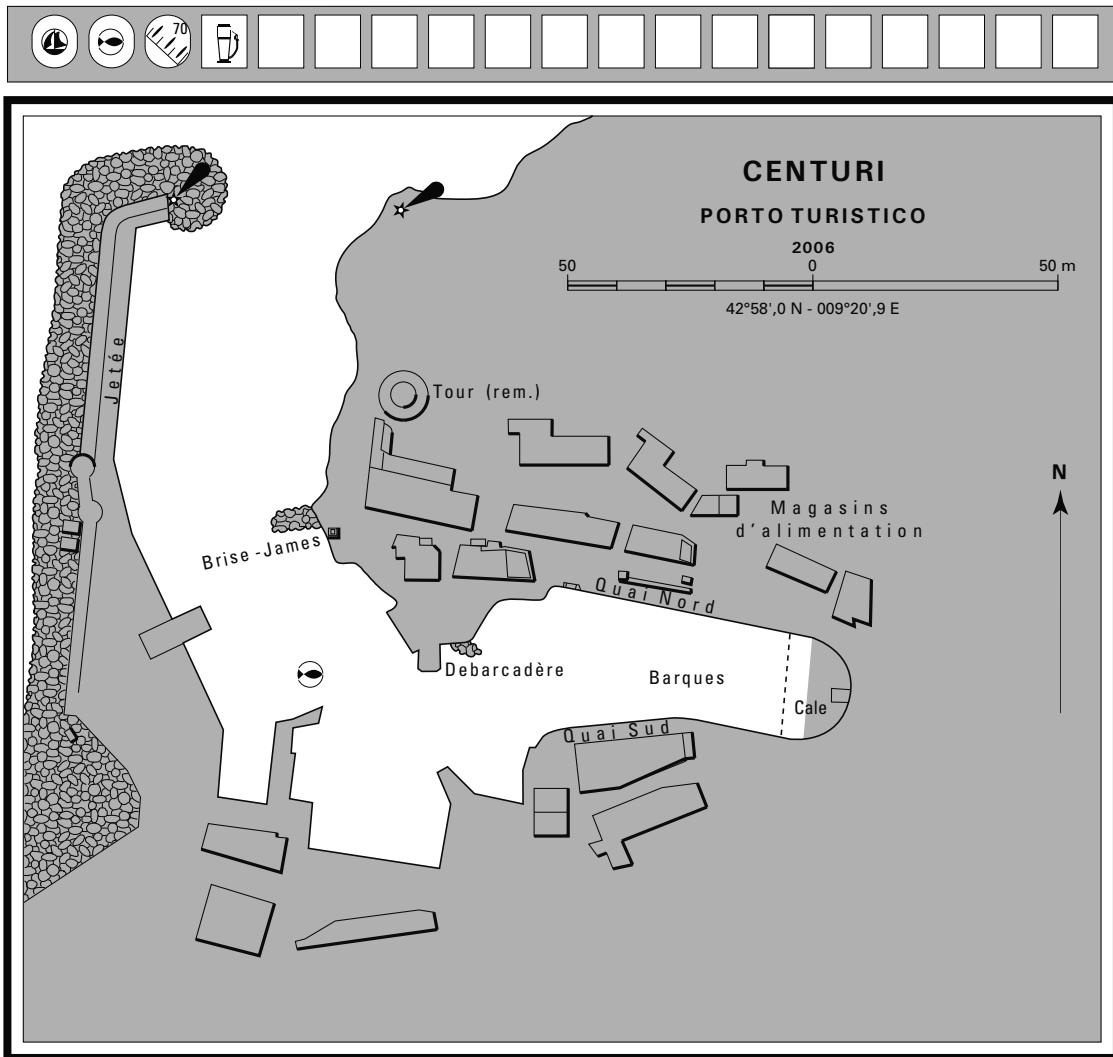 70
CENTURI
PORTO TURISTICO
2006
50 0 50 m
42°58',0 N - 009°20',9 E
Jetée
Tour (rem.)
N
Magasins
d'alimentation
Brise-James
Quai Nord
Debarcadère
Barques
Cale
Quai Sud